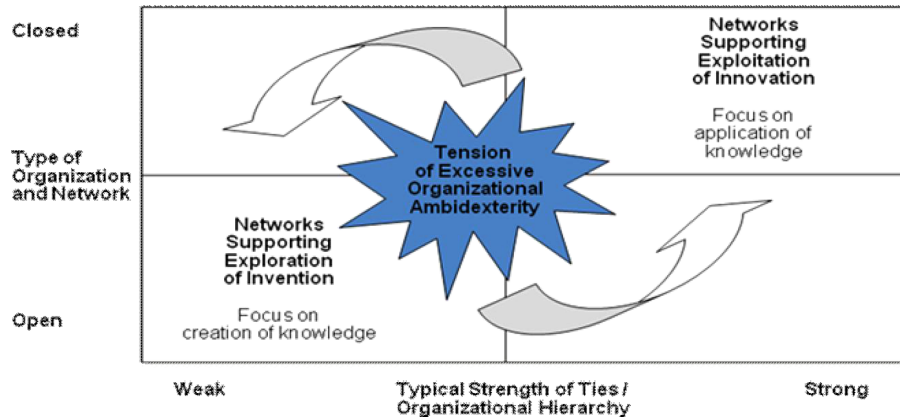 Closed
Networks
Supporting
Exploitation
of Innovation
Focus on
application of
knowledge
Type of
Organization
and Network
Tension
of Excessive
Organizational
Ambidexterity
Networks
Supporting
Exploration
of Invention
Focus on
creation of knowledge
Open
Weak
Typical Strength of Ties /
Organizational Hierarchy
Strong